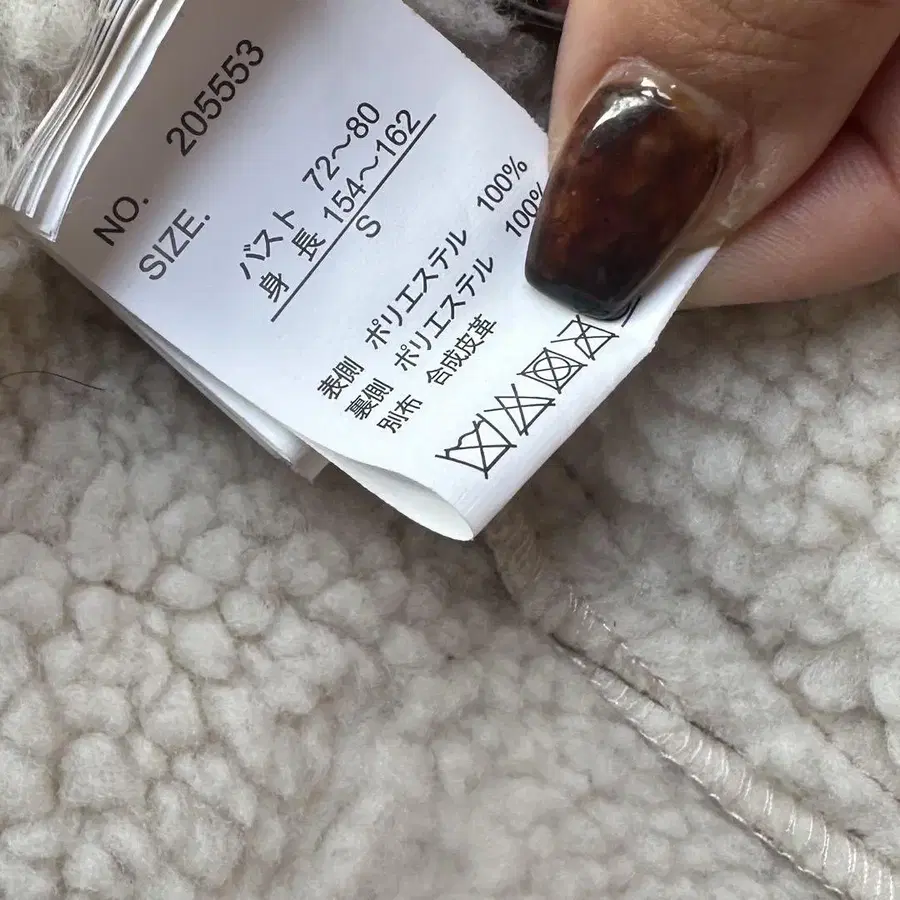 NO. 205553
SIZE.
バスト 72〜80
身 長 154〜162
S
表側 ポリエステル 100%
裏側 ポリエステル 100%
別布 合成皮革